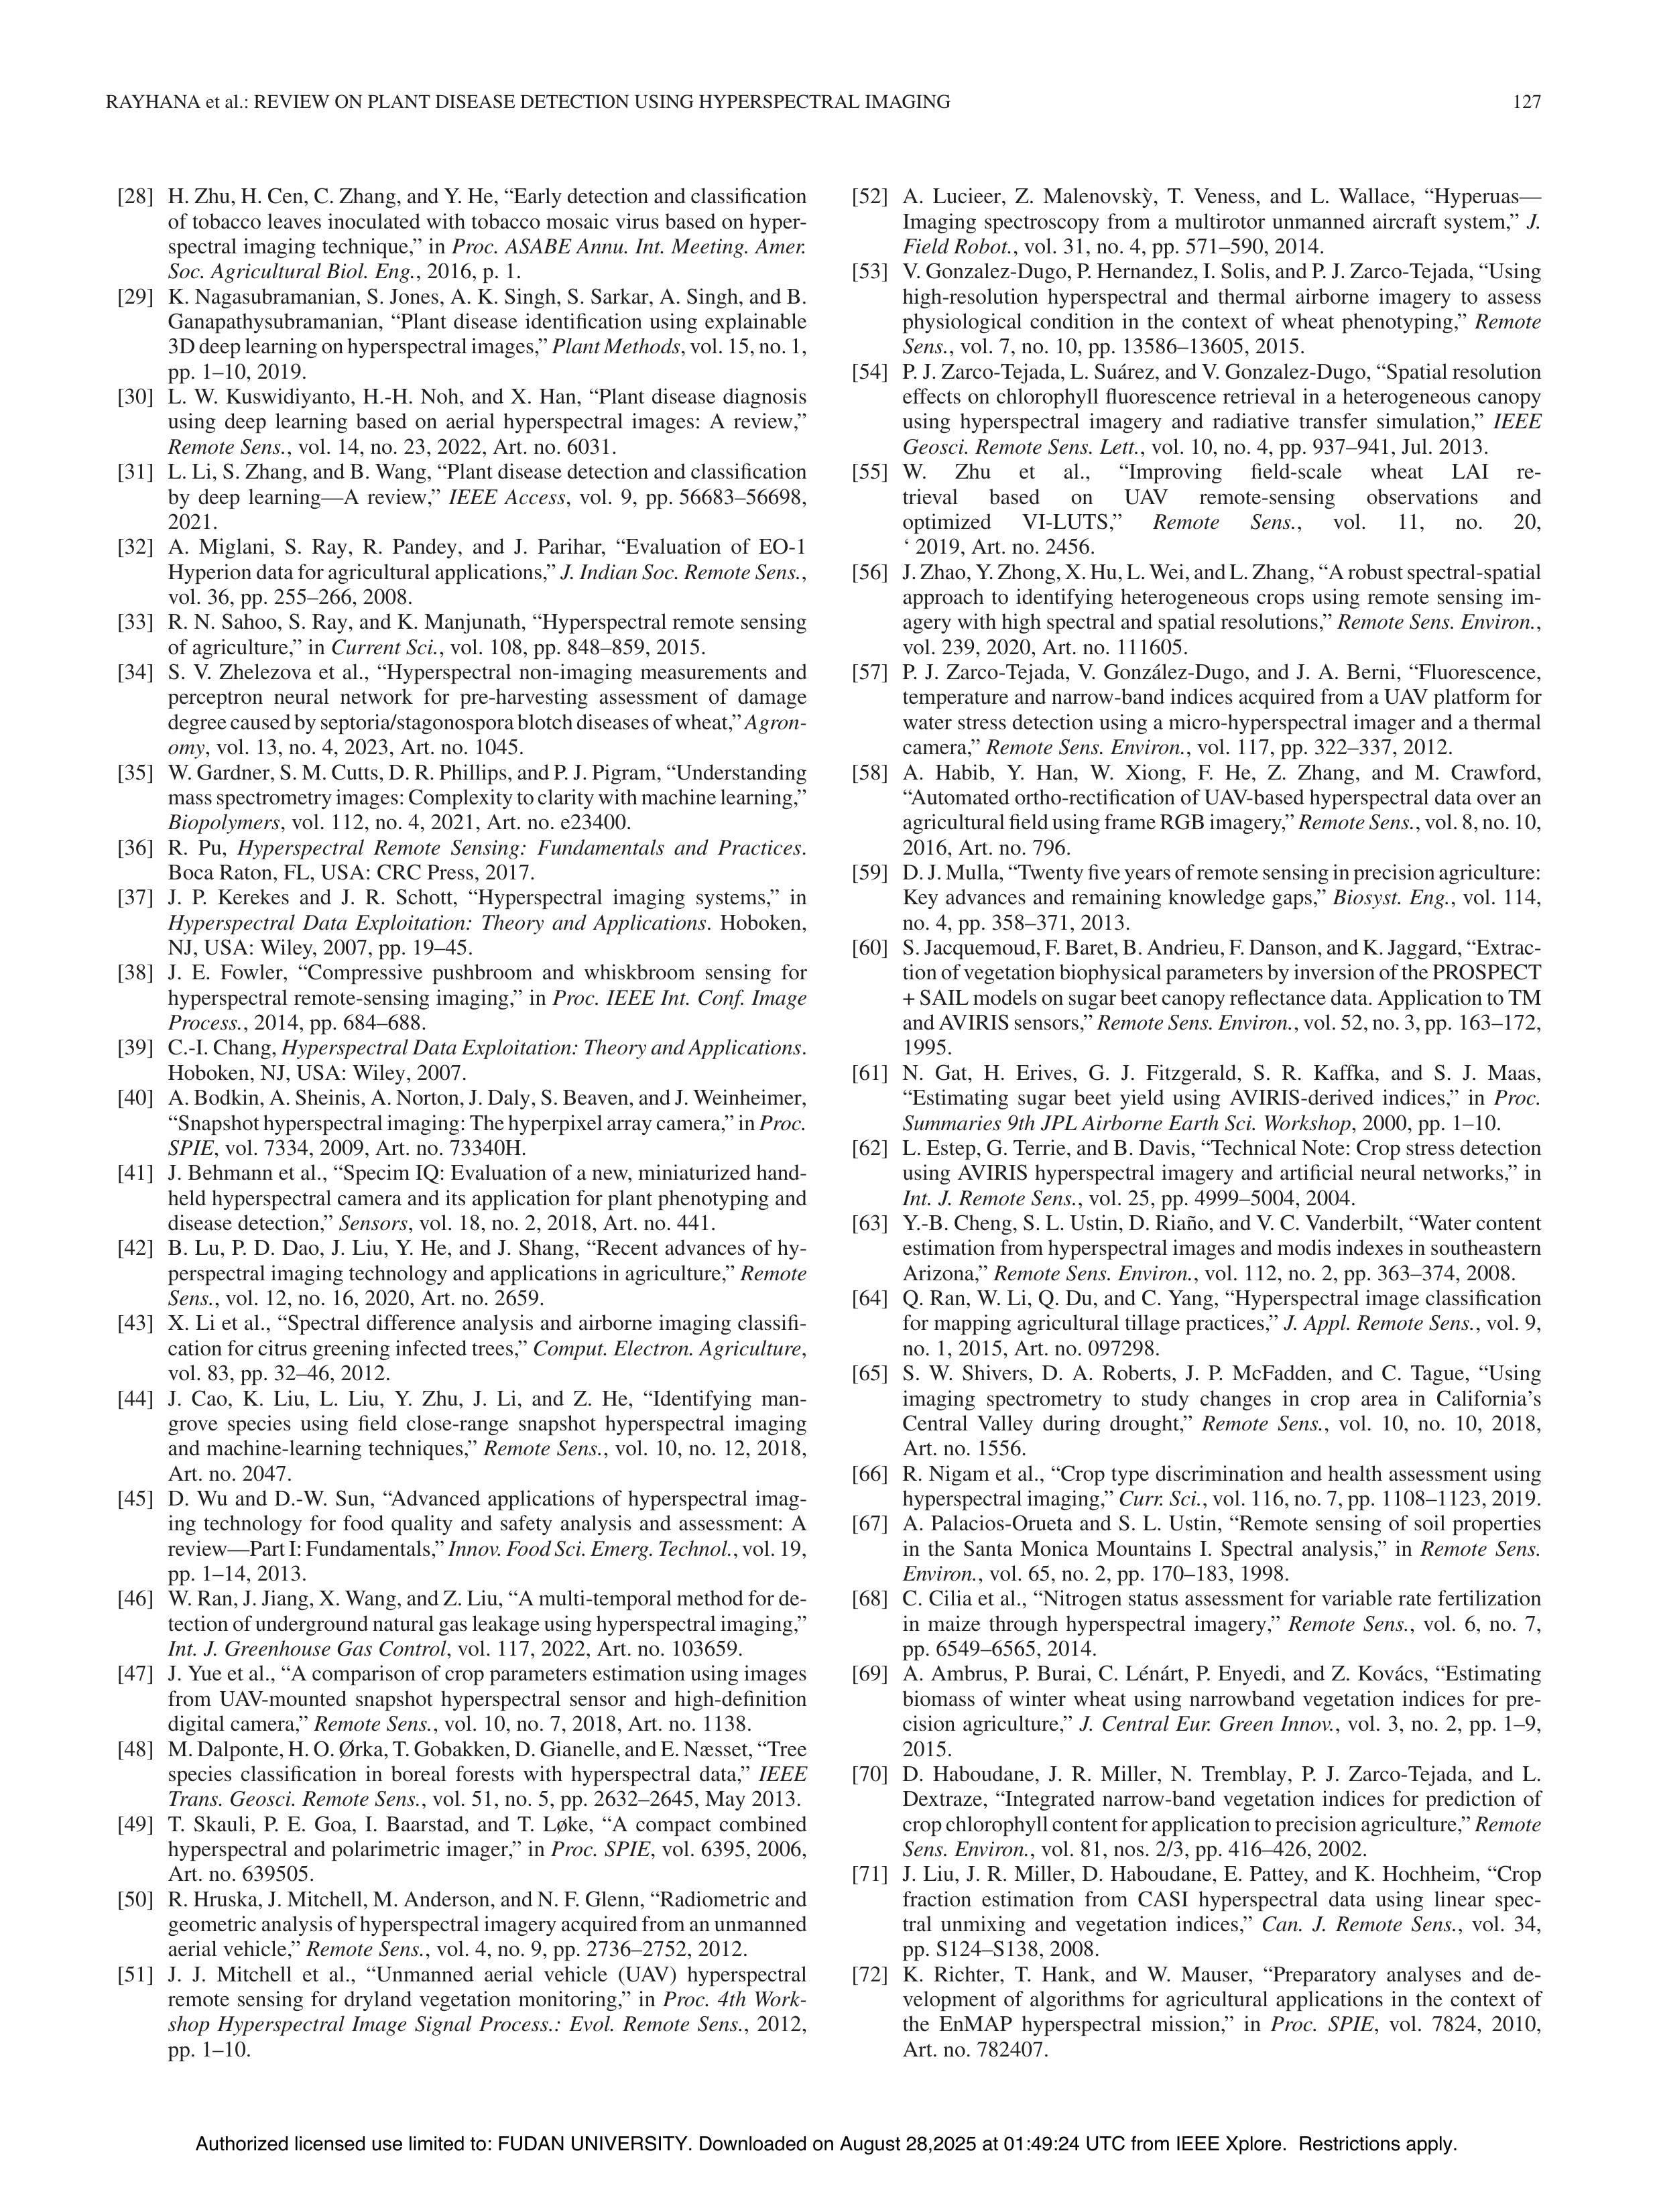 RAYHANA et al.: REVIEW ON PLANT DISEASE DETECTION USING HYPERSPECTRAL IMAGING 127
[28] H. Zhu, H. Cen, C. Zhang, and Y. He, “Early detection and classification
of tobacco leaves inoculated with tobacco mosaic virus based on hyper-
spectral imaging technique,” in Proc. ASABE Annu. Int. Meeting. Amer.
Soc. Agricultural Biol. Eng., 2016, p. 1.
[29] K. Nagasubramanian, S. Jones, A. K. Singh, S. Sarkar, A. Singh, and B.
Ganapathysubramanian, “Plant disease identification using explainable
3D deep learning on hyperspectral images,” Plant Methods, vol. 15, no. 1,
pp. 1–10, 2019.
[30] L. W. Kuswidiyanto, H.-H. Noh, and X. Han, “Plant disease diagnosis
using deep learning based on aerial hyperspectral images: A review,”
Remote Sens., vol. 14, no. 23, 2022, Art. no. 6031.
[31] L. Li, S. Zhang, and B. Wang, “Plant disease detection and classification
by deep learning—A review,” IEEE Access, vol. 9, pp. 56683–56698,
2021.
[32] A. Miglani, S. Ray, R. Pandey, and J. Parihar, “Evaluation of EO-1
Hyperion data for agricultural applications,” J. Indian Soc. Remote Sens.,
vol. 36, pp. 255–266, 2008.
[33] R. N. Sahoo, S. Ray, and K. Manjunath, “Hyperspectral remote sensing
of agriculture,” in Current Sci., vol. 108, pp. 848–859, 2015.
[34] S. V. Zhelezova et al., “Hyperspectral non-imaging measurements and
perceptron neural network for pre-harvesting assessment of damage
degree caused by septoria/stagonospora blotch diseases of wheat,” Agron-
omy, vol. 13, no. 4, 2023, Art. no. 1045.
[35] W. Gardner, S. M. Cutts, D. R. Phillips, and P. J. Pigram, “Understanding
mass spectrometry images: Complexity to clarity with machine learning,”
Biopolymers, vol. 112, no. 4, 2021, Art. no. e23400.
[36] R. Pu, Hyperspectral Remote Sensing: Fundamentals and Practices.
Boca Raton, FL, USA: CRC Press, 2017.
[37] J. P. Kerekes and J. R. Schott, “Hyperspectral imaging systems,” in
Hyperspectral Data Exploitation: Theory and Applications. Hoboken,
NJ, USA: Wiley, 2007, pp. 19–45.
[38] J. E. Fowler, “Compressive pushbroom and whiskbroom sensing for
hyperspectral remote-sensing imaging,” in Proc. IEEE Int. Conf. Image
Process., 2014, pp. 684–688.
[39] C.-I. Chang, Hyperspectral Data Exploitation: Theory and Applications.
Hoboken, NJ, USA: Wiley, 2007.
[40] A. Bodkin, A. Sheinis, A. Norton, J. Daly, S. Beaven, and J. Weinheimer,
“Snapshot hyperspectral imaging: The hyperpixel array camera,” in Proc.
SPIE, vol. 7334, 2009, Art. no. 73340H.
[41] J. Behmann et al., “Specim IQ: Evaluation of a new, miniaturized hand-
held hyperspectral camera and its application for plant phenotyping and
disease detection,” Sensors, vol. 18, no. 2, 2018, Art. no. 441.
[42] B. Lu, P. D. Dao, J. Liu, Y. He, and J. Shang, “Recent advances of hy-
perspectral imaging technology and applications in agriculture,” Remote
Sens., vol. 12, no. 16, 2020, Art. no. 2659.
[43] X. Li et al., “Spectral difference analysis and airborne imaging classifi-
cation for citrus greening infected trees,” Comput. Electron. Agriculture,
vol. 83, pp. 32–46, 2012.
[44] J. Cao, K. Liu, L. Liu, Y. Zhu, J. Li, and Z. He, “Identifying man-
grove species using field close-range snapshot hyperspectral imaging
and machine-learning techniques,” Remote Sens., vol. 10, no. 12, 2018,
Art. no. 2047.
[45] D. Wu and D.-W. Sun, “Advanced applications of hyperspectral imag-
ing technology for food quality and safety analysis and assessment: A
review—Part I: Fundamentals,” Innov. Food Sci. Emerg. Technol., vol. 19,
pp. 1–14, 2013.
[46] W. Ran, J. Jiang, X. Wang, and Z. Liu, “A multi-temporal method for de-
tection of underground natural gas leakage using hyperspectral imaging,”
Int. J. Greenhouse Gas Control, vol. 117, 2022, Art. no. 103659.
[47] J. Yue et al., “A comparison of crop parameters estimation using images
from UAV-mounted snapshot hyperspectral sensor and high-definition
digital camera,” Remote Sens., vol. 10, no. 7, 2018, Art. no. 1138.
[48] M. Dalponte, H. O. Ørka, T. Gobakken, D. Gianelle, and E. Næsset, “Tree
species classification in boreal forests with hyperspectral data,” IEEE
Trans. Geosci. Remote Sens., vol. 51, no. 5, pp. 2632–2645, May 2013.
[49] T. Skauli, P. E. Goa, I. Baarstad, and T. Løke, “A compact combined
hyperspectral and polarimetric imager,” in Proc. SPIE, vol. 6395, 2006,
Art. no. 639505.
[50] R. Hruska, J. Mitchell, M. Anderson, and N. F. Glenn, “Radiometric and
geometric analysis of hyperspectral imagery acquired from an unmanned
aerial vehicle,” Remote Sens., vol. 4, no. 9, pp. 2736–2752, 2012.
[51] J. J. Mitchell et al., “Unmanned aerial vehicle (UAV) hyperspectral
remote sensing for dryland vegetation monitoring,” in Proc. 4th Work-
shop Hyperspectral Image Signal Process.: Evol. Remote Sens., 2012,
pp. 1–10.
[52] A. Lucieer, Z. Malenovskỳ, T. Veness, and L. Wallace, “Hyperuas—
Imaging spectroscopy from a multirotor unmanned aircraft system,” J.
Field Robot., vol. 31, no. 4, pp. 571–590, 2014.
[53] V. Gonzalez-Dugo, P. Hernandez, I. Solis, and P. J. Zarco-Tejada, “Using
high-resolution hyperspectral and thermal airborne imagery to assess
physiological condition in the context of wheat phenotyping,” Remote
Sens., vol. 7, no. 10, pp. 13586–13605, 2015.
[54] P. J. Zarco-Tejada, L. Suárez, and V. Gonzalez-Dugo, “Spatial resolution
effects on chlorophyll fluorescence retrieval in a heterogeneous canopy
using hyperspectral imagery and radiative transfer simulation,” IEEE
Geosci. Remote Sens. Lett., vol. 10, no. 4, pp. 937–941, Jul. 2013.
[55] W. Zhu et al., “Improving field-scale wheat LAI re-
trieval based on UAV remote-sensing observations and
optimized VI-LUTS,” Remote Sens., vol. 11, no. 20,
‘ 2019, Art. no. 2456.
[56] J. Zhao, Y. Zhong, X. Hu, L. Wei, and L. Zhang, “A robust spectral-spatial
approach to identifying heterogeneous crops using remote sensing im-
agery with high spectral and spatial resolutions,” Remote Sens. Environ.,
vol. 239, 2020, Art. no. 111605.
[57] P. J. Zarco-Tejada, V. González-Dugo, and J. A. Berni, “Fluorescence,
temperature and narrow-band indices acquired from a UAV platform for
water stress detection using a micro-hyperspectral imager and a thermal
camera,” Remote Sens. Environ., vol. 117, pp. 322–337, 2012.
[58] A. Habib, Y. Han, W. Xiong, F. He, Z. Zhang, and M. Crawford,
“Automated ortho-rectification of UAV-based hyperspectral data over an
agricultural field using frame RGB imagery,” Remote Sens., vol. 8, no. 10,
2016, Art. no. 796.
[59] D. J. Mulla, “Twenty five years of remote sensing in precision agriculture:
Key advances and remaining knowledge gaps,” Biosyst. Eng., vol. 114,
no. 4, pp. 358–371, 2013.
[60] S. Jacquemoud, F. Baret, B. Andrieu, F. Danson, and K. Jaggard, “Extrac-
tion of vegetation biophysical parameters by inversion of the PROSPECT
+ SAIL models on sugar beet canopy reflectance data. Application to TM
and AVIRIS sensors,” Remote Sens. Environ., vol. 52, no. 3, pp. 163–172,
1995.
[61] N. Gat, H. Erives, G. J. Fitzgerald, S. R. Kaffka, and S. J. Maas,
“Estimating sugar beet yield using AVIRIS-derived indices,” in Proc.
Summaries 9th JPL Airborne Earth Sci. Workshop, 2000, pp. 1–10.
[62] L. Estep, G. Terrie, and B. Davis, “Technical Note: Crop stress detection
using AVIRIS hyperspectral imagery and artificial neural networks,” in
Int. J. Remote Sens., vol. 25, pp. 4999–5004, 2004.
[63] Y.-B. Cheng, S. L. Ustin, D. Riaño, and V. C. Vanderbilt, “Water content
estimation from hyperspectral images and modis indexes in southeastern
Arizona,” Remote Sens. Environ., vol. 112, no. 2, pp. 363–374, 2008.
[64] Q. Ran, W. Li, Q. Du, and C. Yang, “Hyperspectral image classification
for mapping agricultural tillage practices,” J. Appl. Remote Sens., vol. 9,
no. 1, 2015, Art. no. 097298.
[65] S. W. Shivers, D. A. Roberts, J. P. McFadden, and C. Tague, “Using
imaging spectrometry to study changes in crop area in California’s
Central Valley during drought,” Remote Sens., vol. 10, no. 10, 2018,
Art. no. 1556.
[66] R. Nigam et al., “Crop type discrimination and health assessment using
hyperspectral imaging,” Curr. Sci., vol. 116, no. 7, pp. 1108–1123, 2019.
[67] A. Palacios-Orueta and S. L. Ustin, “Remote sensing of soil properties
in the Santa Monica Mountains I. Spectral analysis,” in Remote Sens.
Environ., vol. 65, no. 2, pp. 170–183, 1998.
[68] C. Cilia et al., “Nitrogen status assessment for variable rate fertilization
in maize through hyperspectral imagery,” Remote Sens., vol. 6, no. 7,
pp. 6549–6565, 2014.
[69] A. Ambrus, P. Burai, C. Lénárt, P. Enyedi, and Z. Kovács, “Estimating
biomass of winter wheat using narrowband vegetation indices for pre-
cision agriculture,” J. Central Eur. Green Innov., vol. 3, no. 2, pp. 1–9,
2015.
[70] D. Haboudane, J. R. Miller, N. Tremblay, P. J. Zarco-Tejada, and L.
Dextraze, “Integrated narrow-band vegetation indices for prediction of
crop chlorophyll content for application to precision agriculture,” Remote
Sens. Environ., vol. 81, nos. 2/3, pp. 416–426, 2002.
[71] J. Liu, J. R. Miller, D. Haboudane, E. Pattey, and K. Hochheim, “Crop
fraction estimation from CASI hyperspectral data using linear spec-
tral unmixing and vegetation indices,” Can. J. Remote Sens., vol. 34,
pp. S124–S138, 2008.
[72] K. Richter, T. Hank, and W. Mauser, “Preparatory analyses and de-
velopment of algorithms for agricultural applications in the context of
the EnMAP hyperspectral mission,” in Proc. SPIE, vol. 7824, 2010,
Art. no. 782407.
Authorized licensed use limited to: FUDAN UNIVERSITY. Downloaded on August 28,2025 at 01:49:24 UTC from IEEE Xplore. Restrictions apply.